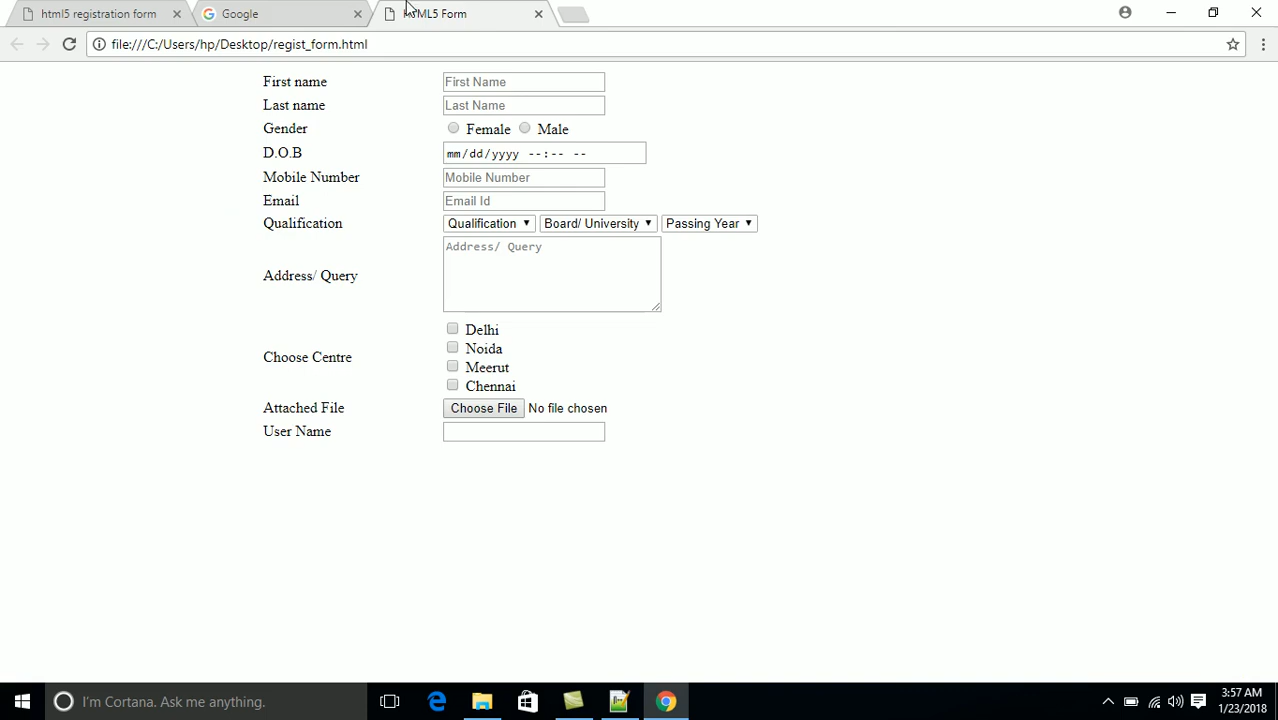 html5 registration form
Google
HTML5 Form
file:///C:/Users/hp/Desktop/regist_form.html
First name First Name
Last name Last Name
Gender Female Male
D.O.B mm/dd/yyyy --:-- --
Mobile Number Mobile Number
Email Email Id
Qualification Qualification Board/ University Passing Year
Address/ Query Address/ Query
Choose Centre
Delhi
Noida
Meerut
Chennai
Attached File Choose File No file chosen
User Name
I'm Cortana. Ask me anything.
3:57 AM
1/23/2018